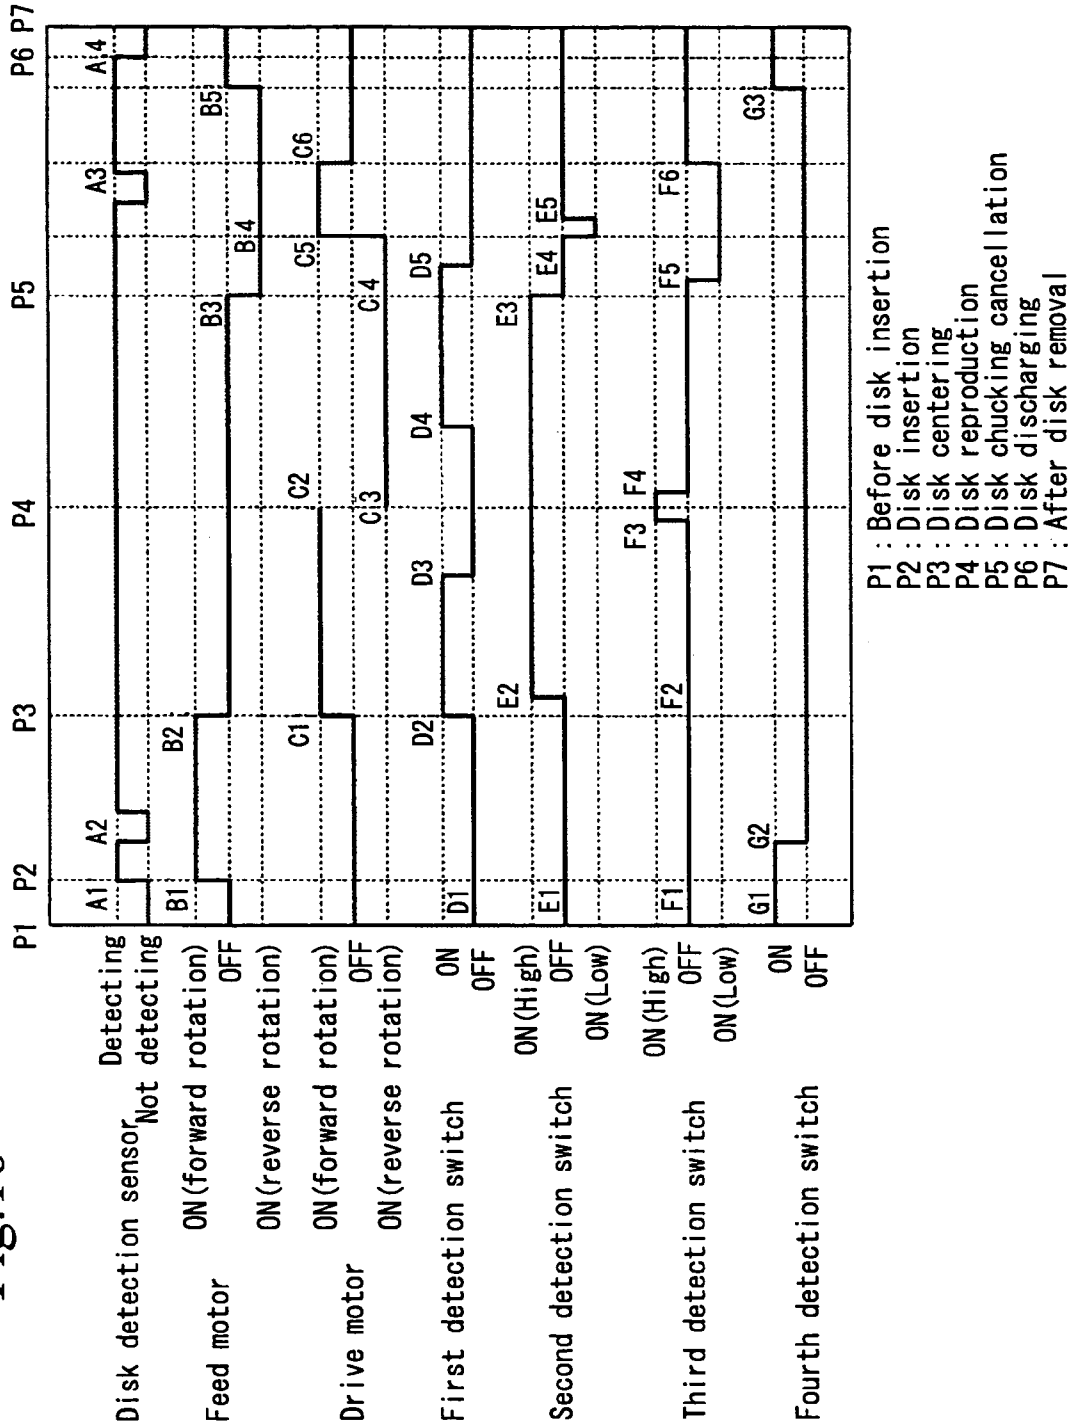 P1 P2 P3 P4 P5 P6 P7
Disk detection sensor
Detecting
Not detecting
A1 A2 A3 A4
Feed motor
ON(forward rotation)
OFF
ON(reverse rotation)
B1 B2 B3 B4 B5
Drive motor
ON(forward rotation)
OFF
ON(reverse rotation)
C1 C2 C3 C4 C5 C6
First detection switch
ON
OFF
D1 D2 D3 D4 D5
Second detection switch
ON(High)
OFF
ON(Low)
E1 E2 E3 E4 E5
Third detection switch
ON(High)
OFF
ON(Low)
F1 F2 F3 F4 F5 F6
Fourth detection switch
ON
OFF
G1 G2 G3
P1 : Before disk insertion
P2 : Disk insertion
P3 : Disk centering
P4 : Disk reproduction
P5 : Disk chucking cancellation
P6 : Disk discharging
P7 : After disk removal